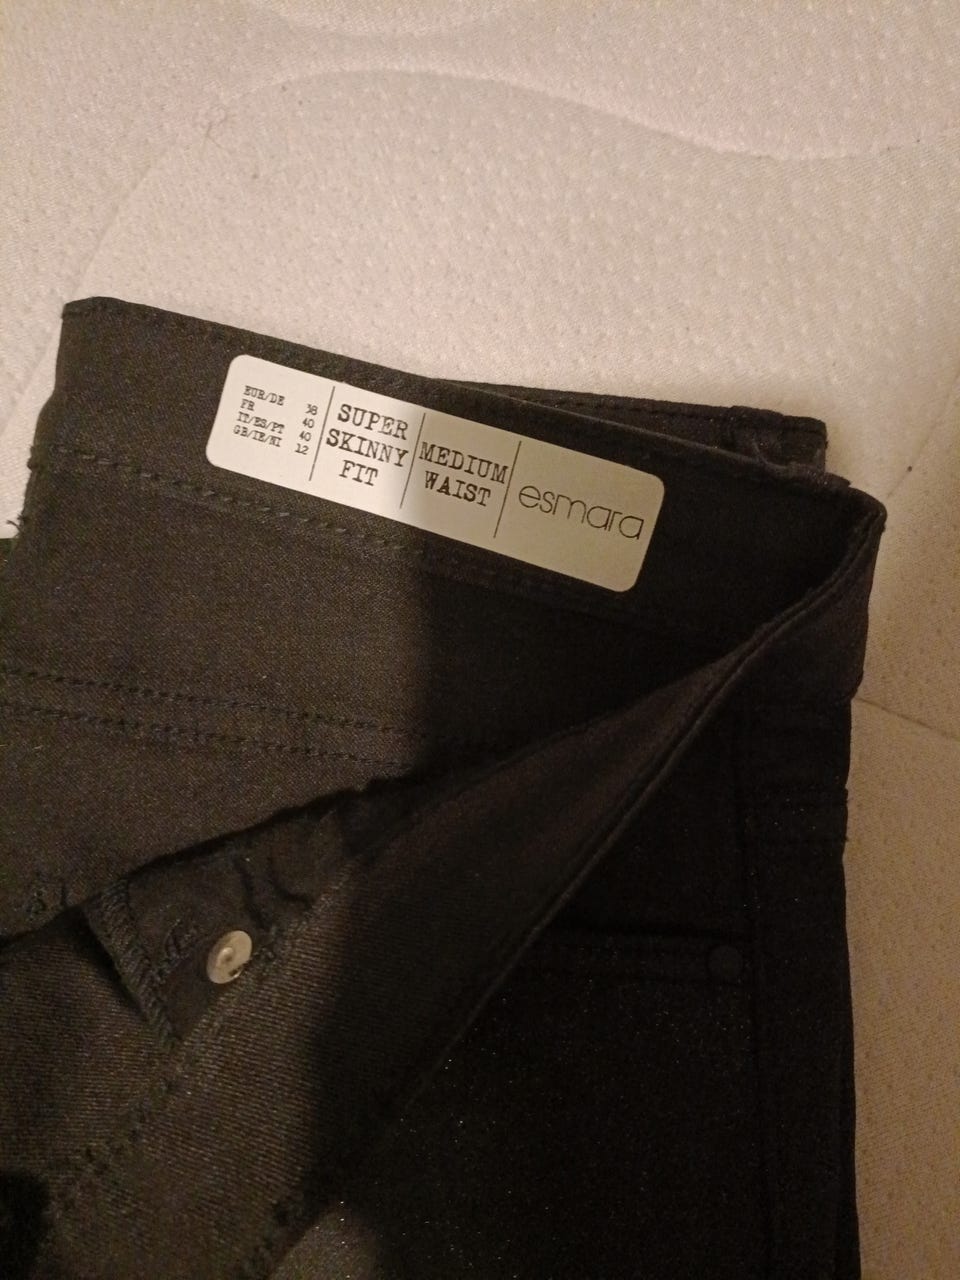 EUR/DE 38
FR 40
IT/ES/PT 40
GB/IE/NI 12
SUPER
SKINNY
FIT
MEDIUM
WAIST
esmara